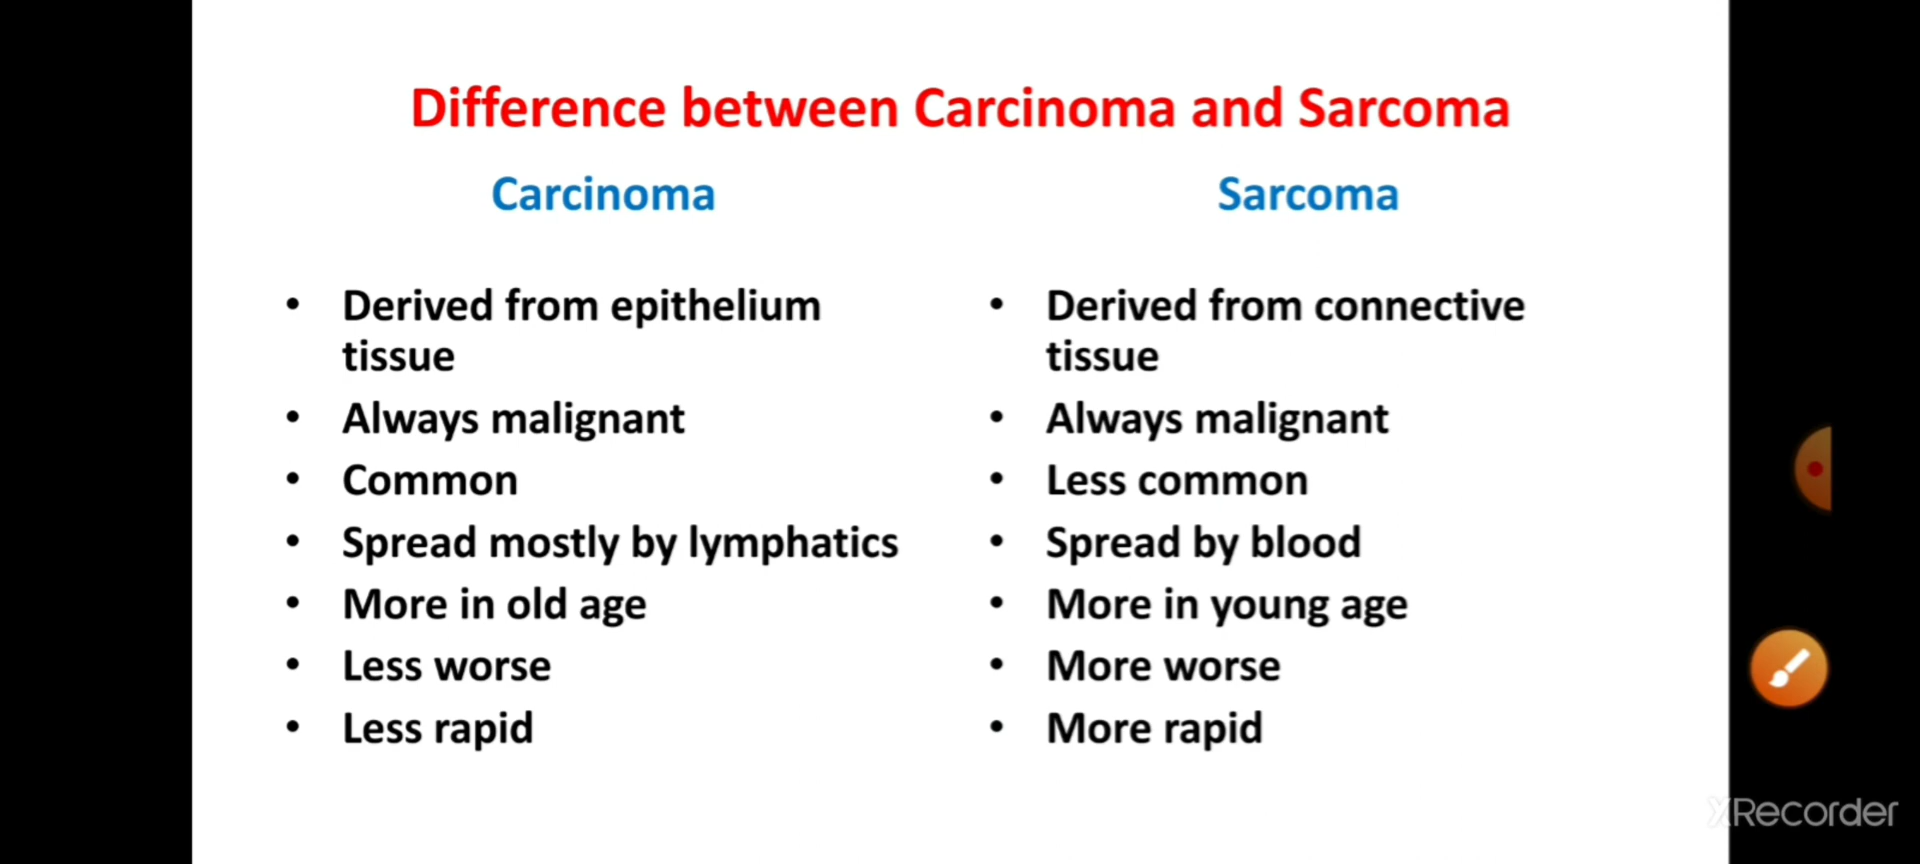 Difference between Carcinoma and Sarcoma
Carcinoma
• Derived from epithelium
tissue
• Always malignant
• Common
• Spread mostly by lymphatics
• More in old age
• Less worse
• Less rapid
Sarcoma
• Derived from connective
tissue
• Always malignant
• Less common
• Spread by blood
• More in young age
• More worse
• More rapid
XRecorder